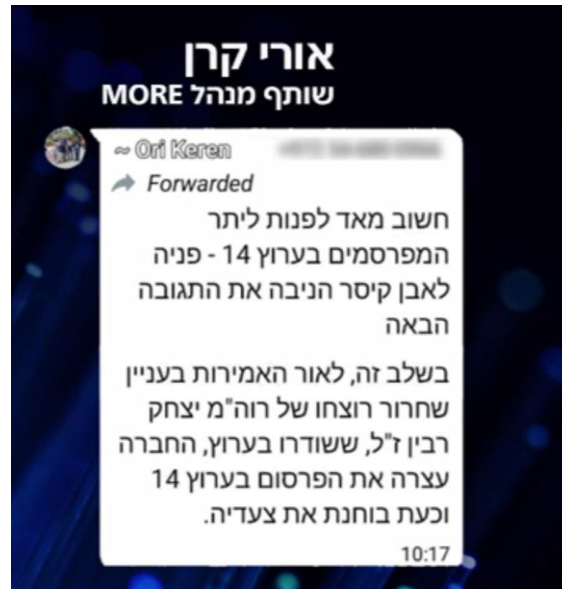 אורי קרן
שותף מנהל MORE
~ Ori Keren
Forwarded
חשוב מאד לפנות ליתר
המפרסמים בערוץ 14 - פניה
לאבן קיסר הניבה את התגובה
הבאה
בשלב זה, לאור האמירות בעניין
שחרור רוצחו של רוה"מ יצחק
רבין ז"ל, ששודרו בערוץ, החברה
עצרה את הפרסום בערוץ 14
וכעת בוחנת את צעדיה.
10:17